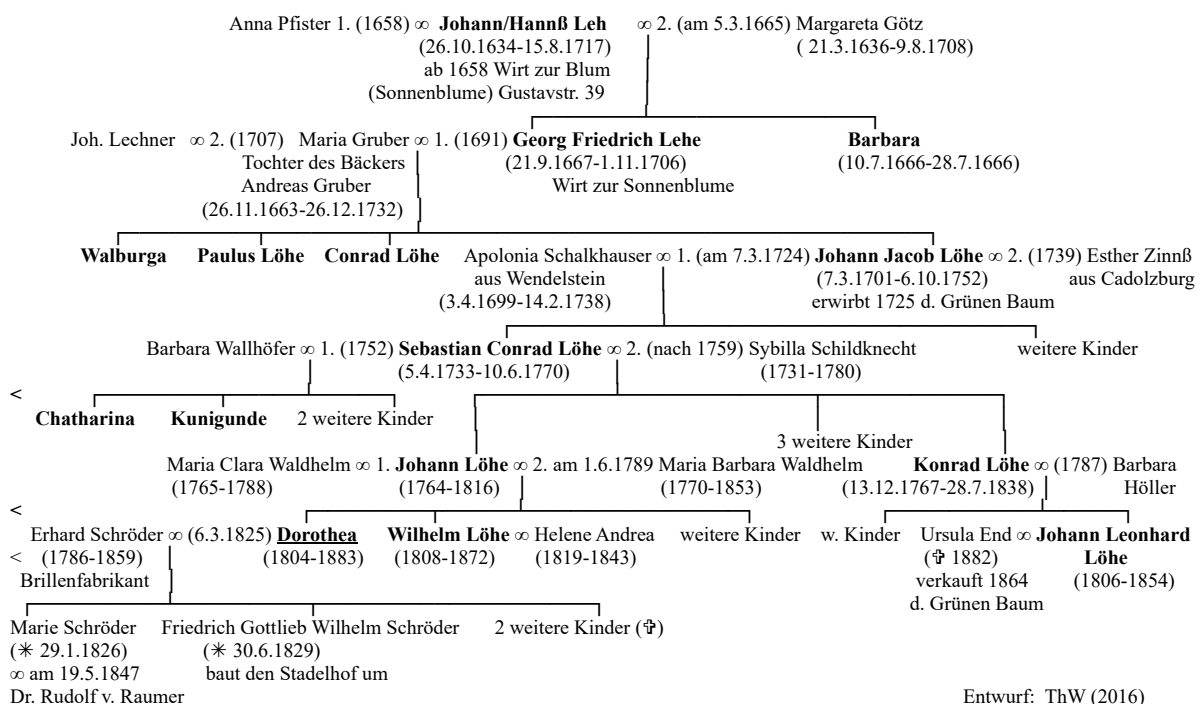 Anna Pfister 1. (1658) ∞ Johann/Hannß Leh ∞ 2. (am 5.3.1665) Margareta Götz
(26.10.1634-15.8.1717) ( 21.3.1636-9.8.1708)
ab 1658 Wirt zur Blum
(Sonnenblume) Gustavstr. 39
Joh. Lechner ∞ 2. (1707) Maria Gruber ∞ 1. (1691) Georg Friedrich Lehe Barbara
Tochter des Bäckers (21.9.1667-1.11.1706) (10.7.1666-28.7.1666)
Andreas Gruber Wirt zur Sonnenblume
(26.11.1663-26.12.1732)
Walburga Paulus Löhe Conrad Löhe Apolonia Schalkhauser ∞ 1. (am 7.3.1724) Johann Jacob Löhe ∞ 2. (1739) Esther Zinnß
aus Wendelstein (7.3.1701-6.10.1752) aus Cadolzburg
(3.4.1699-14.2.1738) erwirbt 1725 d. Grünen Baum
Barbara Wallhöfer ∞ 1. (1752) Sebastian Conrad Löhe ∞ 2. (nach 1759) Sybilla Schildknecht weitere Kinder
(5.4.1733-10.6.1770) (1731-1780)
<
Chatharina Kunigunde 2 weitere Kinder
3 weitere Kinder
Maria Clara Waldhelm ∞ 1. Johann Löhe ∞ 2. am 1.6.1789 Maria Barbara Waldhelm Konrad Löhe ∞ (1787) Barbara
(1765-1788) (1764-1816) (1770-1853) (13.12.1767-28.7.1838) Höller
<
Erhard Schröder ∞ (6.3.1825) Dorothea Wilhelm Löhe ∞ Helene Andrea weitere Kinder w. Kinder Ursula End ∞ Johann Leonhard
< (1786-1859) (1804-1883) (1808-1872) (1819-1843) (✞ 1882) Löhe
Brillenfabrikant verkauft 1864 (1806-1854)
d. Grünen Baum
Marie Schröder Friedrich Gottlieb Wilhelm Schröder 2 weitere Kinder (✞)
(✳ 29.1.1826) (✳ 30.6.1829)
∞ am 19.5.1847 baut den Stadelhof um
Dr. Rudolf v. Raumer Entwurf: ThW (2016)